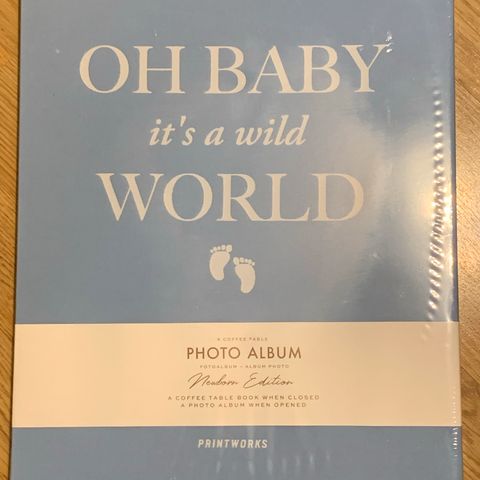 OH BABY
it's a wild
WORLD
A COFFEE TABLE
PHOTO ALBUM
FOTOALBUM – ALBUM PHOTO
Newborn Edition
A COFFEE TABLE BOOK WHEN CLOSED
A PHOTO ALBUM WHEN OPENED
PRINTWORKS